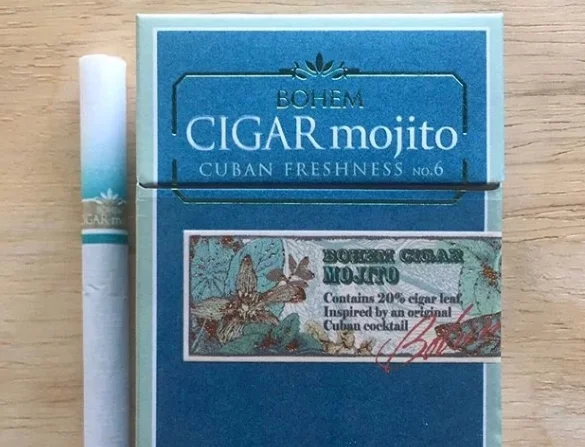 BOHEM
CIGAR mojito
CUBAN FRESHNESS NO.6
BOHEM CIGAR
MOJITO
Contains 20% cigar leaf,
Inspired by an original
Cuban cocktail
CIGAR m